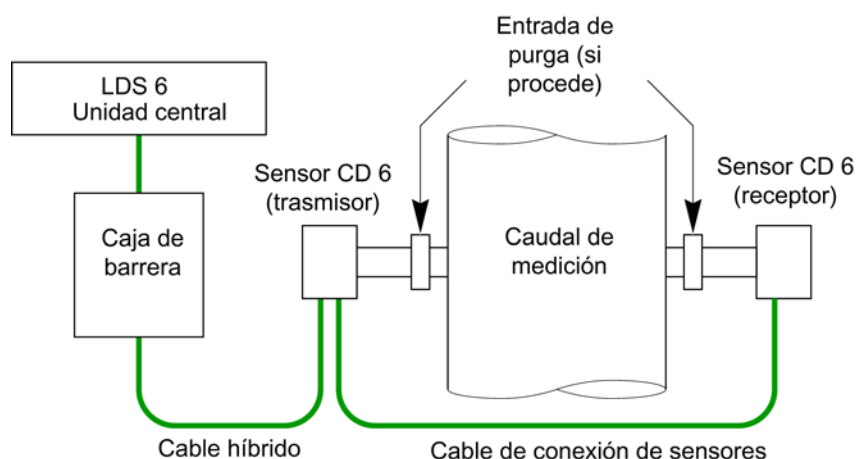 Entrada de
purga (si
procede)
LDS 6
Unidad central
Sensor CD 6
(trasmisor)
Sensor CD 6
(receptor)
Caja de
barrera
Caudal de
medición
Cable híbrido
Cable de conexión de sensores